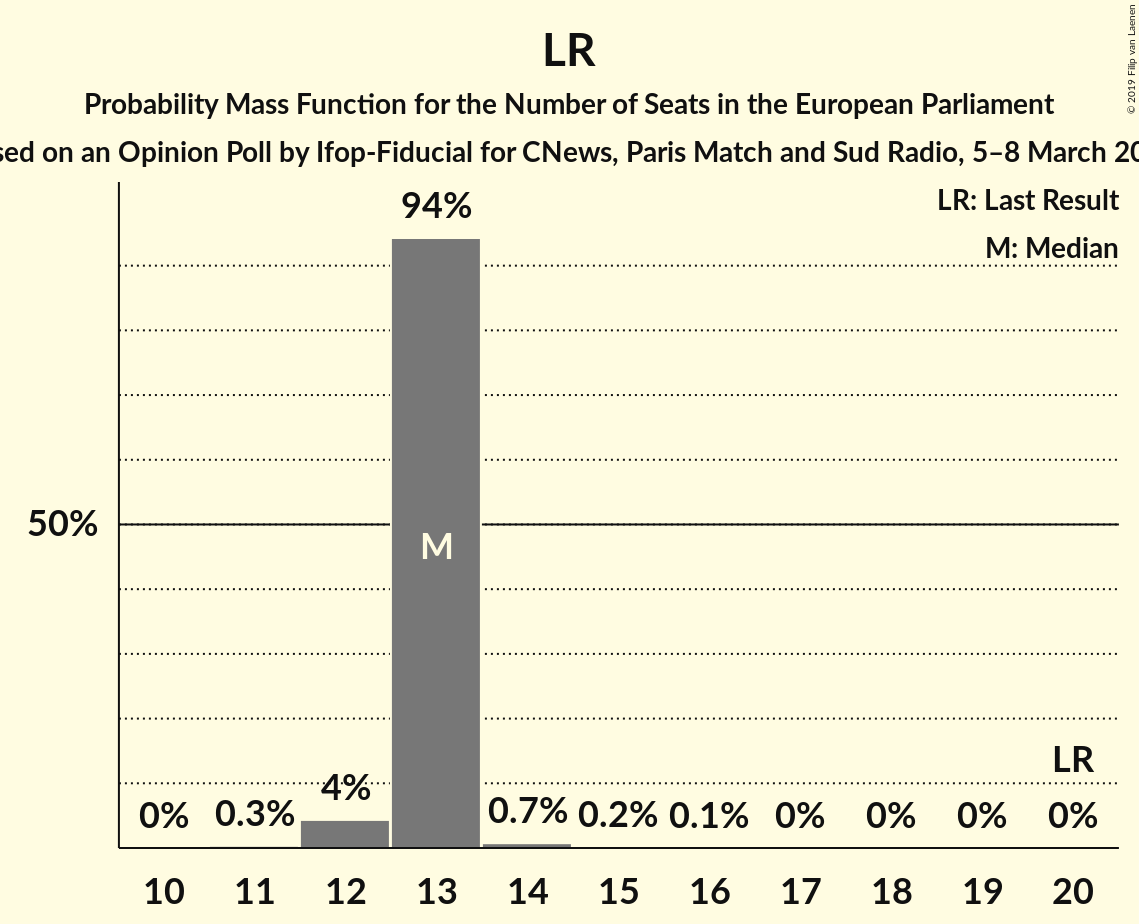 LR
Probability Mass Function for the Number of Seats in the European Parliament
on an Opinion Poll by Ifop-Fiducial for CNews, Paris Match and Sud Radio, 5–8 March
LR: Last Result
M: Median
94%
50%
M
LR
0% 0.3% 4% 0.7% 0.2% 0.1% 0% 0% 0% 0%
10 11 12 13 14 15 16 17 18 19 20
© 2019 Filip van Laenen